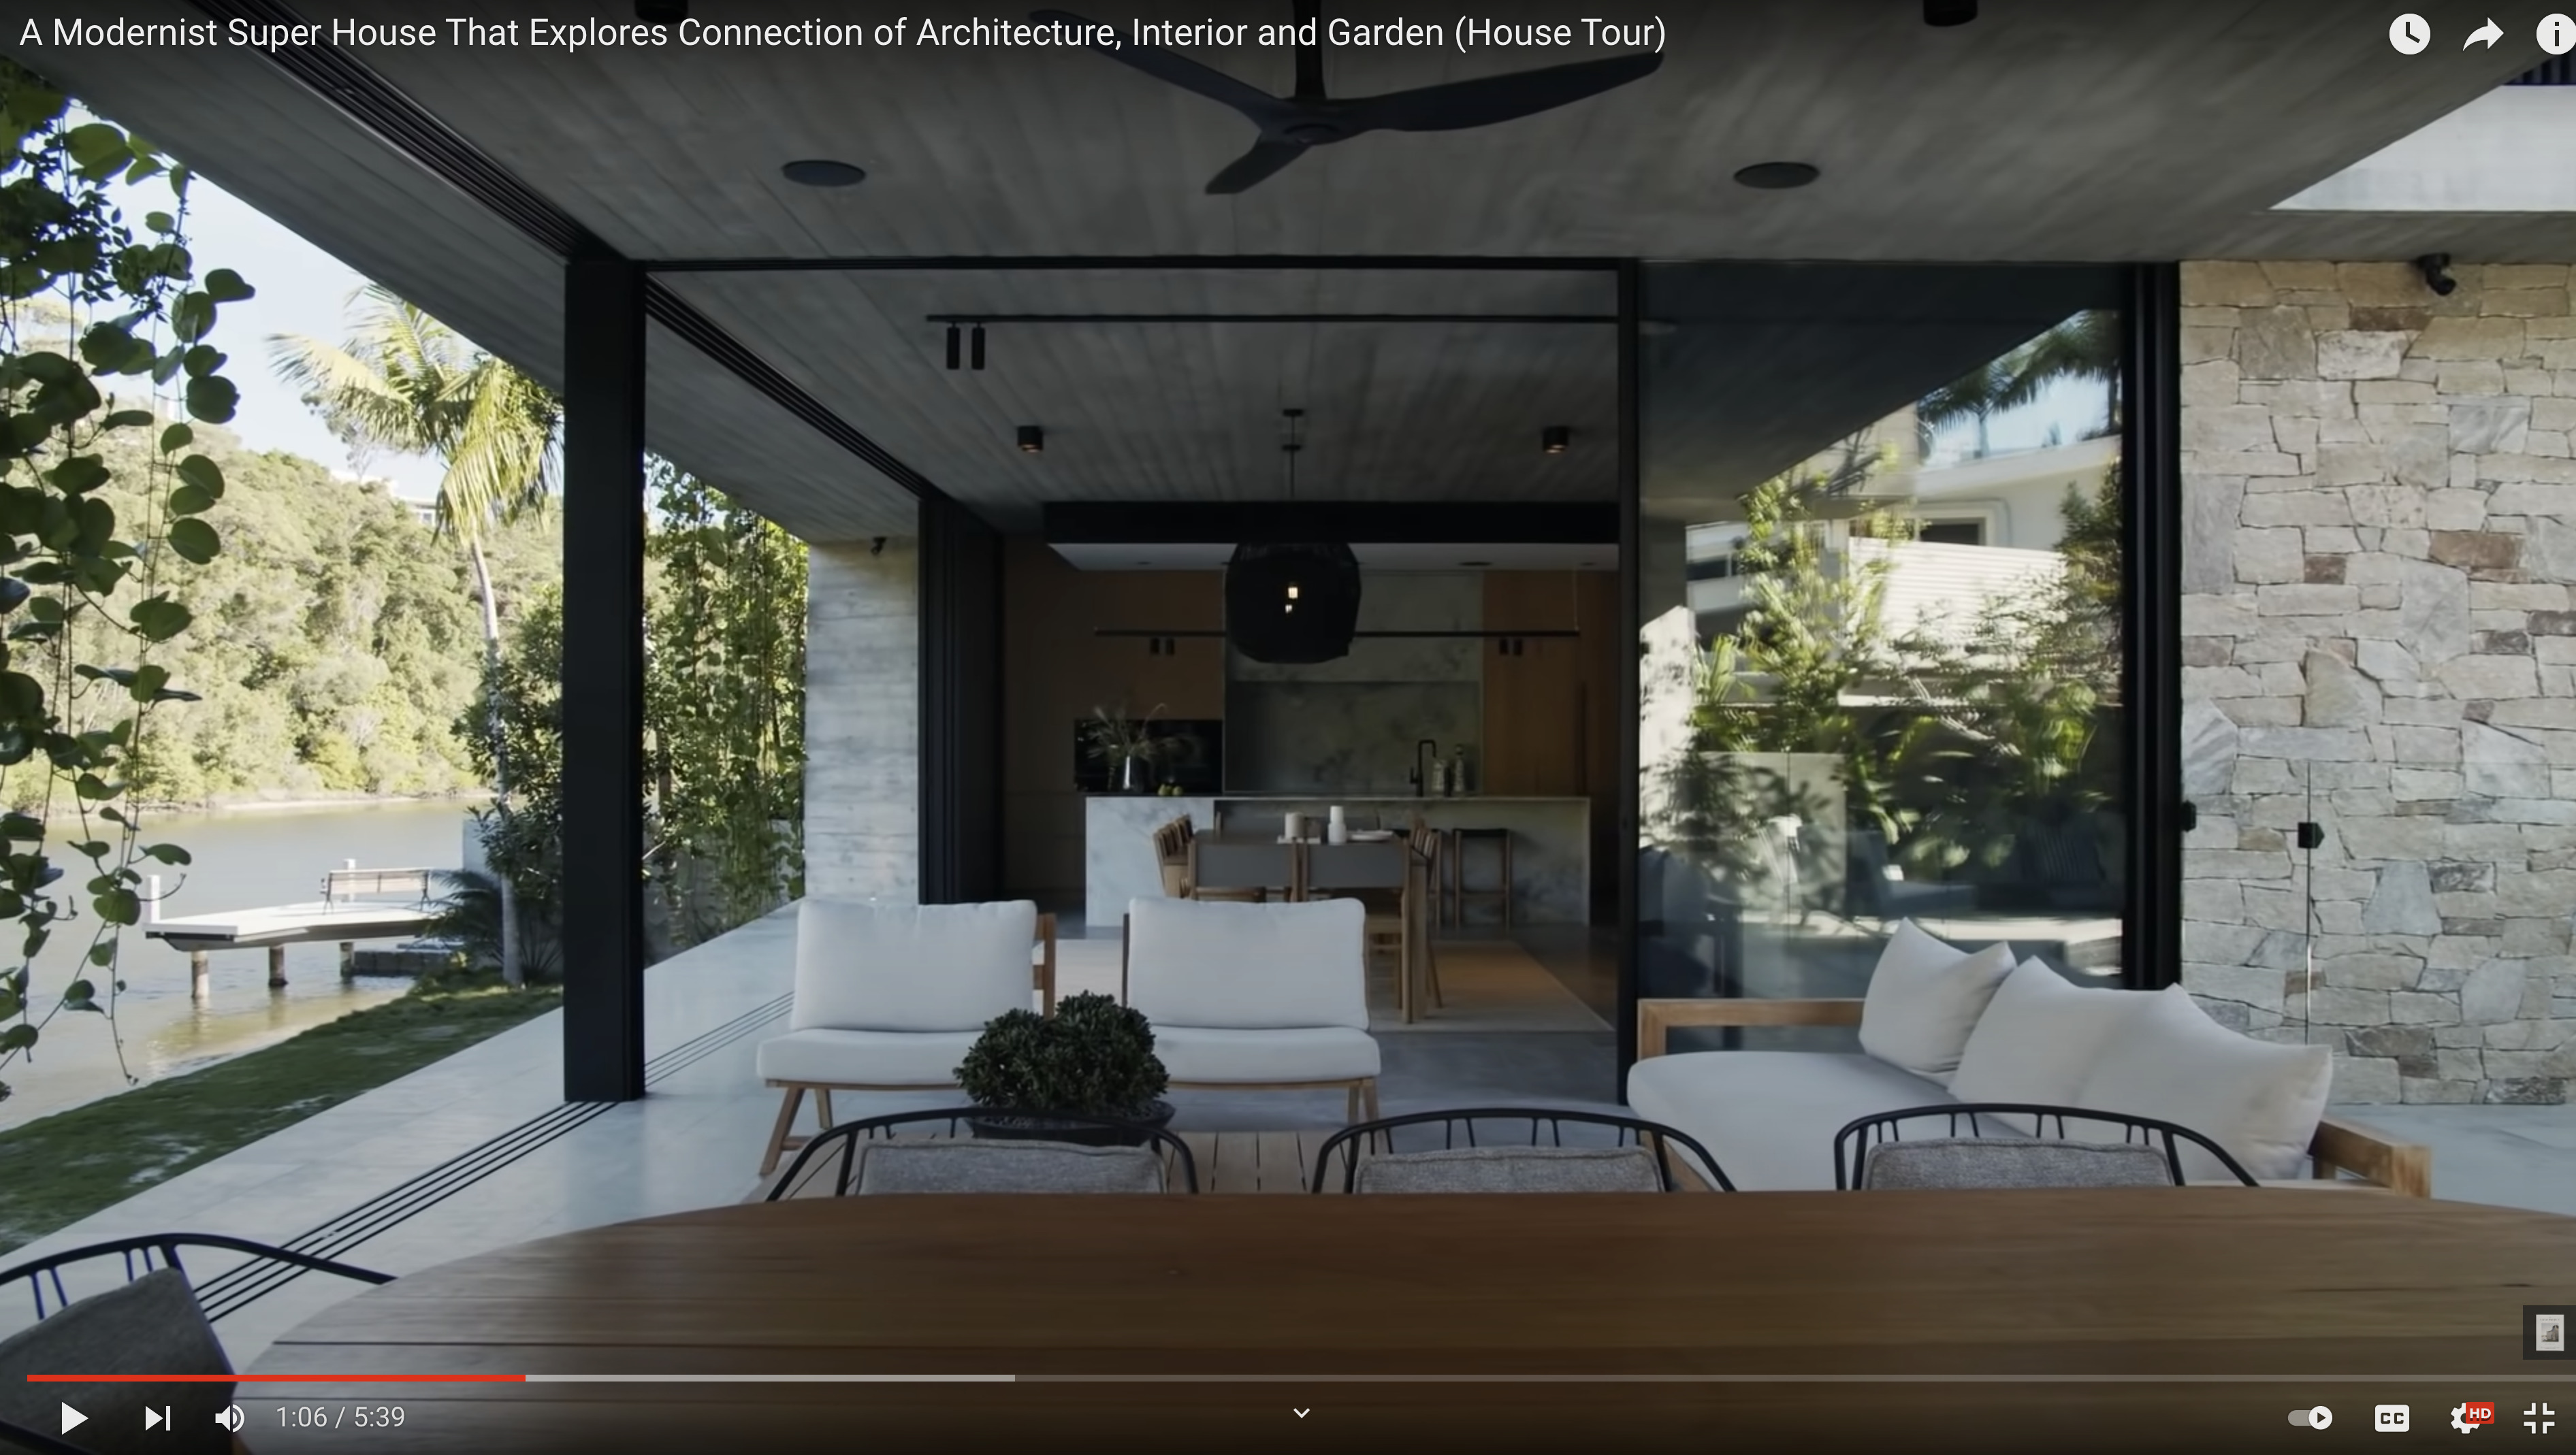 A Modernist Super House That Explores Connection of Architecture, Interior and Garden (House Tour)
1:06 / 5:39
CC
HD